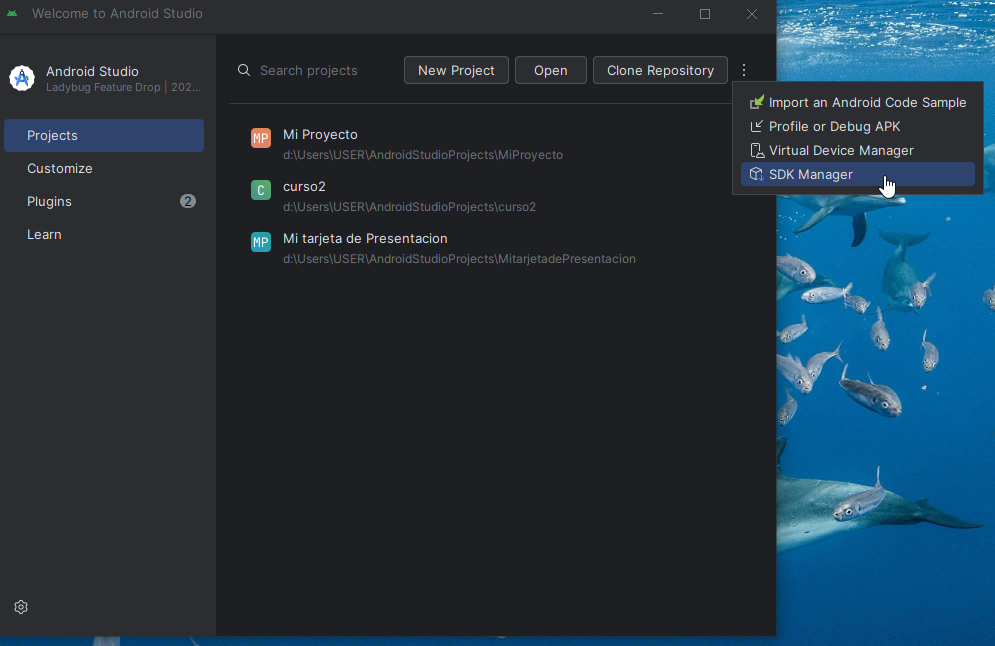 Welcome to Android Studio
Android Studio
Ladybug Feature Drop | 202...
Projects
Customize
Plugins
2
Learn
Search projects
New Project
Open
Clone Repository
Import an Android Code Sample
Profile or Debug APK
Virtual Device Manager
SDK Manager
MP
Mi Proyecto
d:\Users\USER\AndroidStudioProjects\MiProyecto
C
curso2
d:\Users\USER\AndroidStudioProjects\curso2
MP
Mi tarjeta de Presentacion
d:\Users\USER\AndroidStudioProjects\MitarjetadePresentacion